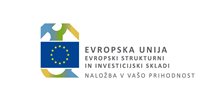 EVROPSKA UNIJA
EVROPSKI STRUKTURNI
IN INVESTICIJSKI SKLADI
NALOŽBA V VAŠO PRIHODNOST